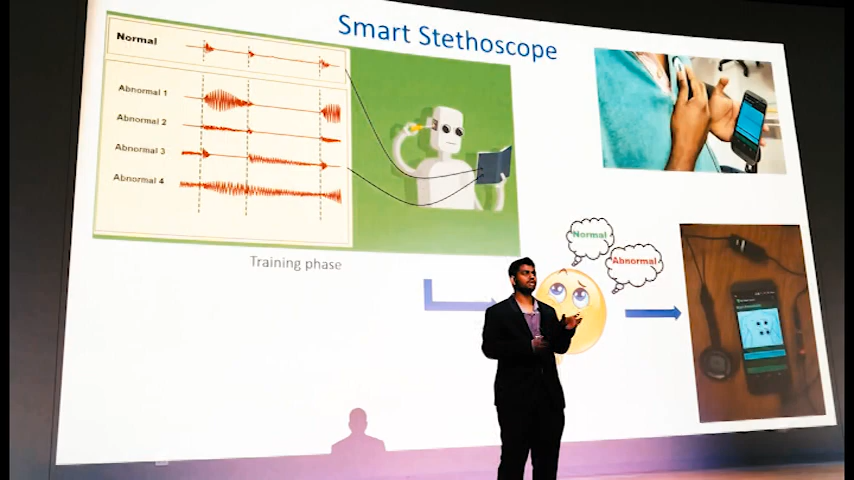 Smart Stethoscope
Normal
Abnormal 1
Abnormal 2
Abnormal 3
Abnormal 4
Training phase
Normal
Abnormal